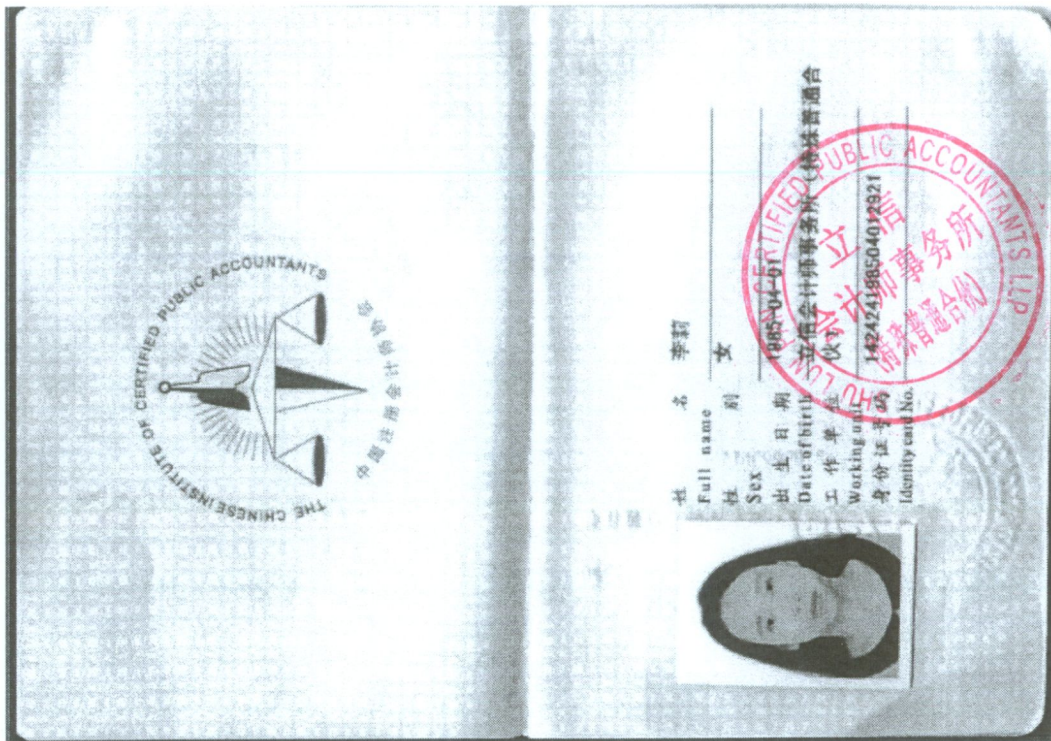 THE CHINESE INSTITUTE OF CERTIFIED PUBLIC ACCOUNTANTS
中国注册会计师协会
姓 名 李莉
Full name
性 别 女
Sex
出 生 日 期 1985-04-01
Date of birth
工 作 单 位 立信会计师事务所（特殊普通合
伙）
Working unit
身份证号码 142424198504012921
Identity card No.
SHU LUN PAN CERTIFIED PUBLIC ACCOUNTANTS LLP
立信
会计师事务所
(特殊普通合伙)